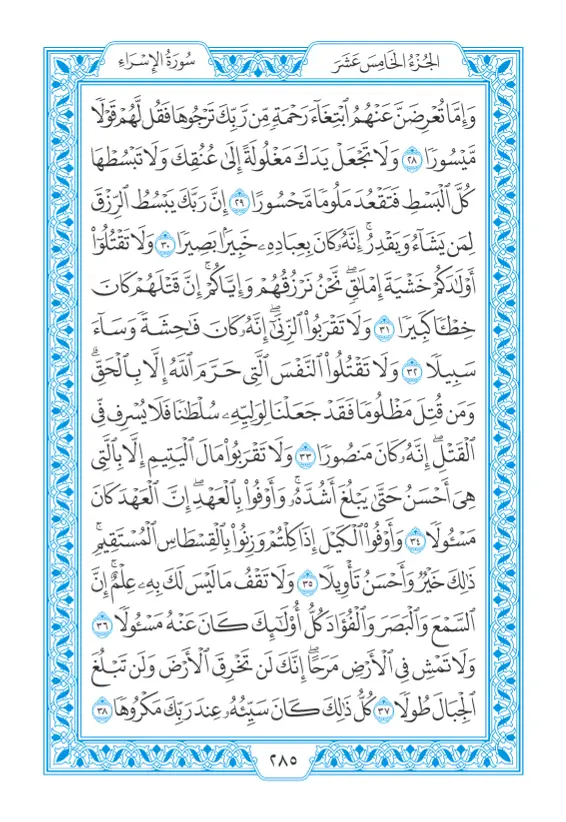 الجُزْءُ الخَامِسَ عَشَرَ
سُورَةُ الإِسْرَاءِ
وَإِمَّا تُعْرِضَنَّ عَنْهُمُ ٱبْتِغَآءَ رَحْمَةٖ مِّن رَّبِّكَ تَرْجُوهَا فَقُل لَّهُمْ قَوْلٗا
مَّيْسُورٗا ٢٨ وَلَا تَجْعَلْ يَدَكَ مَغْلُولَةً إِلَىٰ عُنُقِكَ وَلَا تَبْسُطْهَا
كُلَّ ٱلْبَسْطِ فَتَقْعُدَ مَلُومٗا مَّحْسُورًا ٢٩ إِنَّ رَبَّكَ يَبْسُطُ ٱلرِّزْقَ
لِمَن يَشَآءُ وَيَقْدِرُۚ إِنَّهُۥ كَانَ بِعِبَادِهِۦ خَبِيرَۢا بَصِيرٗا ٣٠ وَلَا تَقْتُلُوٓا۟
أَوْلَٰدَكُمْ خَشْيَةَ إِمْلَٰقٖۖ نَّحْنُ نَرْزُقُهُمْ وَإِيَّاكُمْۚ إِنَّ قَتْلَهُمْ كَانَ
خِطْـٔٗا كَبِيرٗا ٣١ وَلَا تَقْرَبُوا۟ ٱلزِّنَىٰٓۖ إِنَّهُۥ كَانَ فَٰحِشَةٗ وَسَآءَ
سَبِيلٗا ٣٢ وَلَا تَقْتُلُوا۟ ٱلنَّفْسَ ٱلَّتِي حَرَّمَ ٱللَّهُ إِلَّا بِٱلْحَقِّۗ
وَمَن قُتِلَ مَظْلُومٗا فَقَدْ جَعَلْنَا لِوَلِيِّهِۦ سُلْطَٰنٗا فَلَا يُسْرِف فِّي
ٱلْقَتْلِۖ إِنَّهُۥ كَانَ مَنصُورٗا ٣٣ وَلَا تَقْرَبُوا۟ مَالَ ٱلْيَتِيمِ إِلَّا بِٱلَّتِي
هِيَ أَحْسَنُ حَتَّىٰ يَبْلُغَ أَشُدَّهُۥۚ وَأَوْفُوا۟ بِٱلْعَهْدِۖ إِنَّ ٱلْعَهْدَ كَانَ
مَسْـُٔولٗا ٣٤ وَأَوْفُوا۟ ٱلْكَيْلَ إِذَا كِلْتُمْ وَزِنُوا۟ بِٱلْقِسْطَاسِ ٱلْمُسْتَقِيمِۚ
ذَٰلِكَ خَيْرٞ وَأَحْسَنُ تَأْوِيلٗا ٣٥ وَلَا تَقْفُ مَا لَيْسَ لَكَ بِهِۦ عِلْمٌۚ إِنَّ
ٱلسَّمْعَ وَٱلْبَصَرَ وَٱلْفُؤَادَ كُلُّ أُو۟لَٰٓئِكَ كَانَ عَنْهُ مَسْـُٔولٗا ٣٦
وَلَا تَمْشِ فِي ٱلْأَرْضِ مَرَحًاۖ إِنَّكَ لَن تَخْرِقَ ٱلْأَرْضَ وَلَن تَبْلُغَ
ٱلْجِبَالَ طُولٗا ٣٧ كُلُّ ذَٰلِكَ كَانَ سَيِّئُهُۥ عِندَ رَبِّكَ مَكْرُوهٗا ٣٨
٢٨٥